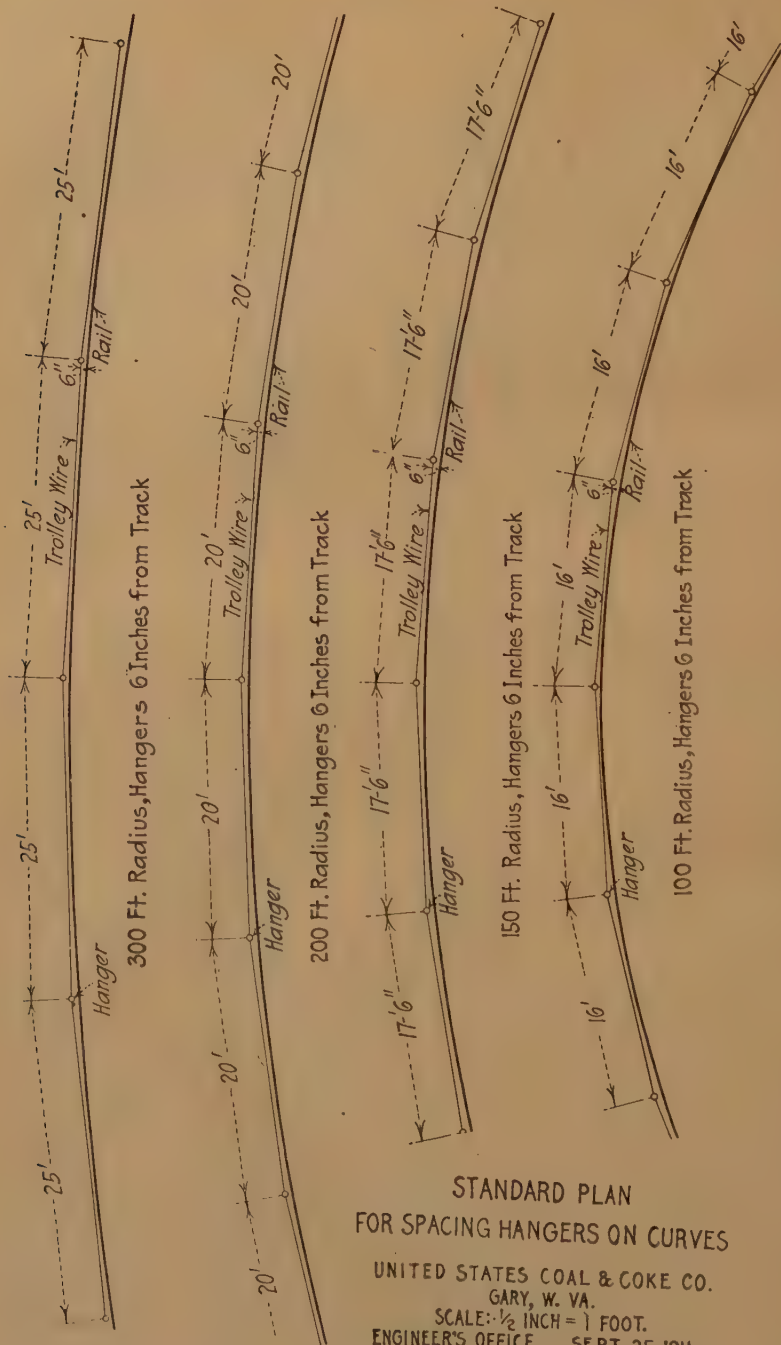 25'
25'
25'
25'
6"
Rail
Trolley Wire
Hanger
300 Ft. Radius, Hangers 6 Inches from Track
20'
20'
20'
20'
20'
20'
6"
Rail
Trolley Wire
Hanger
200 Ft. Radius, Hangers 6 Inches from Track
17'-6"
17'-6"
17'-6"
17'-6"
17'-6"
6"
Rail
Trolley Wire
Hanger
150 Ft. Radius, Hangers 6 Inches from Track
16'
16'
16'
16'
16'
16'
6"
Rail
Trolley Wire
Hanger
100 Ft. Radius, Hangers 6 Inches from Track
STANDARD PLAN
FOR SPACING HANGERS ON CURVES
UNITED STATES COAL & COKE CO.
GARY, W. VA.
SCALE: ½ INCH = 1 FOOT.
ENGINEER'S OFFICE SEPT. 25,